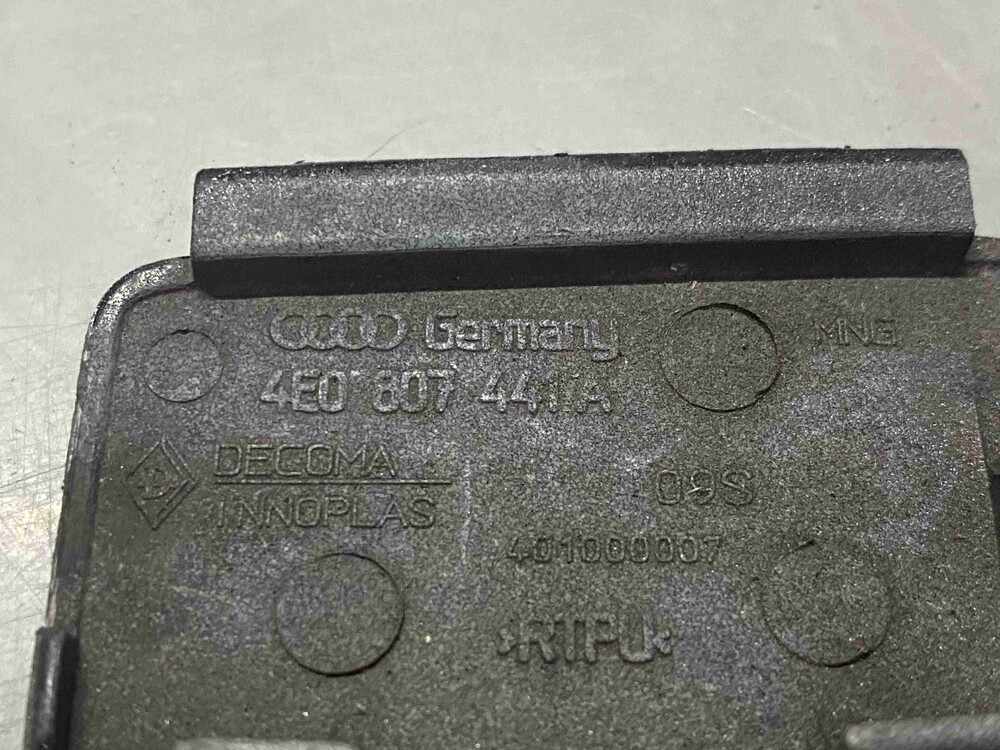 Germany
MNG
4E0 807 441 A
DECOMA
INNOPLAS
09S
401000007
>RTPU<